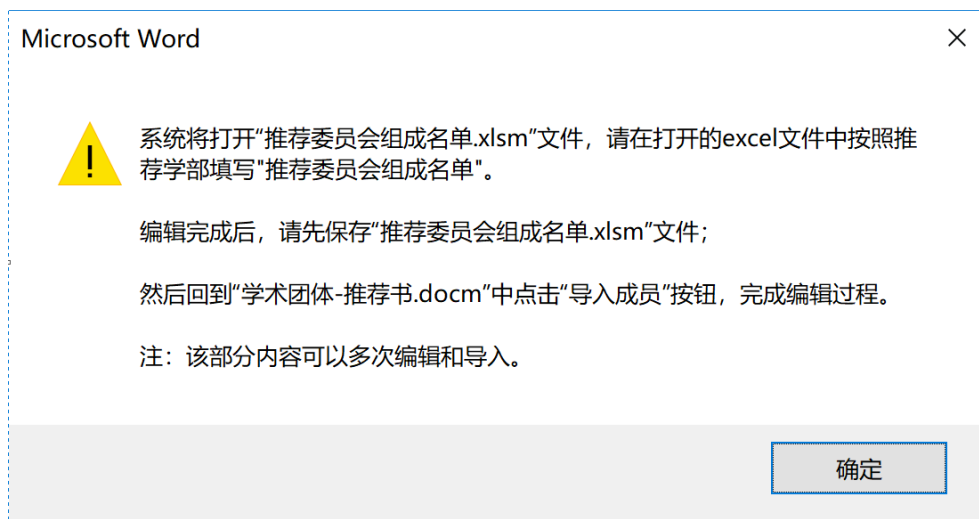 Microsoft Word
系统将打开“推荐委员会组成名单.xlsm”文件，请在打开的excel文件中按照推
荐学部填写"推荐委员会组成名单"。
编辑完成后，请先保存“推荐委员会组成名单.xlsm”文件；
然后回到“学术团体-推荐书.docm”中点击“导入成员”按钮，完成编辑过程。
注：该部分内容可以多次编辑和导入。
确定